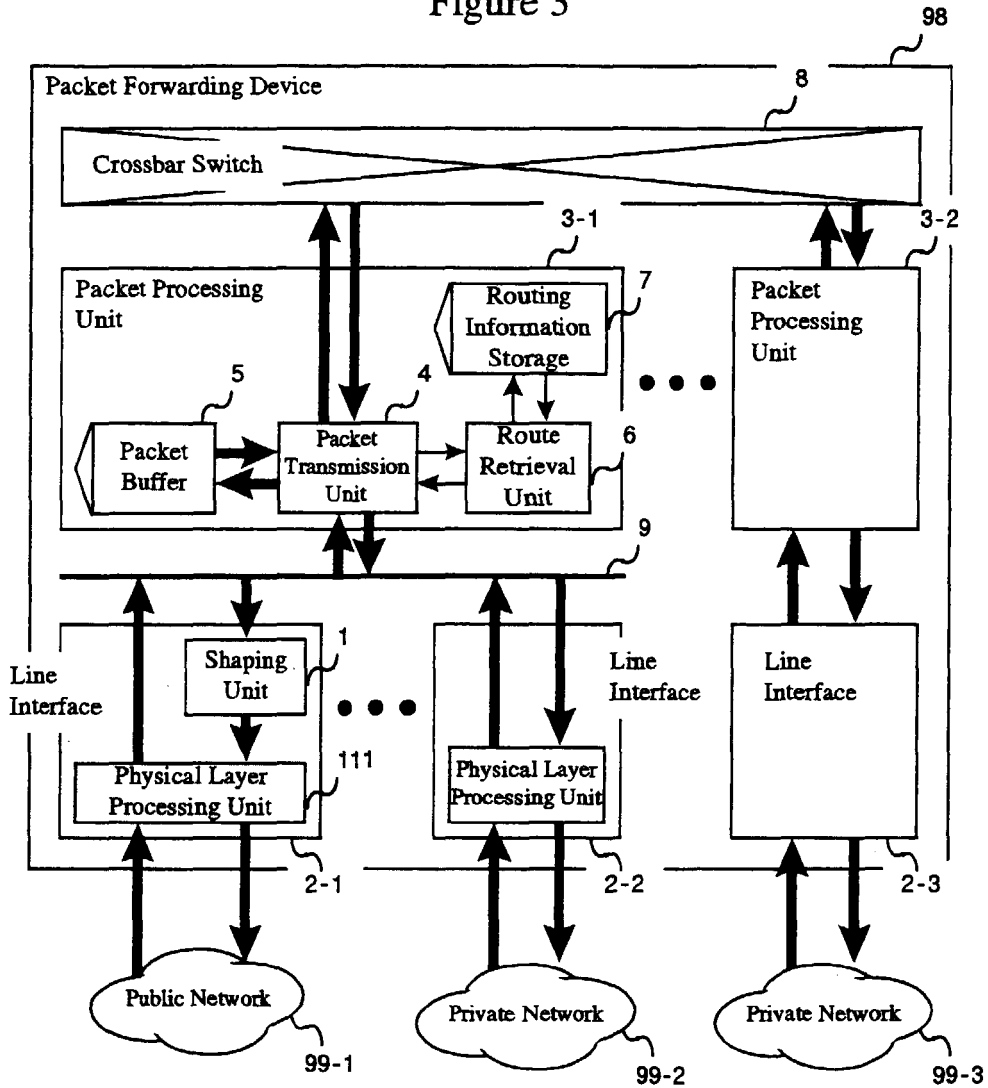 Figure 3
98
Packet Forwarding Device
8
Crossbar Switch
3-1
3-2
Packet Processing
Unit
7
Routing
Information
Storage
Packet
Processing
Unit
5
4
6
Packet
Buffer
Packet
Transmission
Unit
Route
Retrieval
Unit
9
Line
Interface
1
Shaping
Unit
Line
Interface
Line
Interface
111
Physical Layer
Processing Unit
Physical Layer
Processing Unit
2-1
2-2
2-3
Public Network
Private Network
Private Network
99-1
99-2
99-3